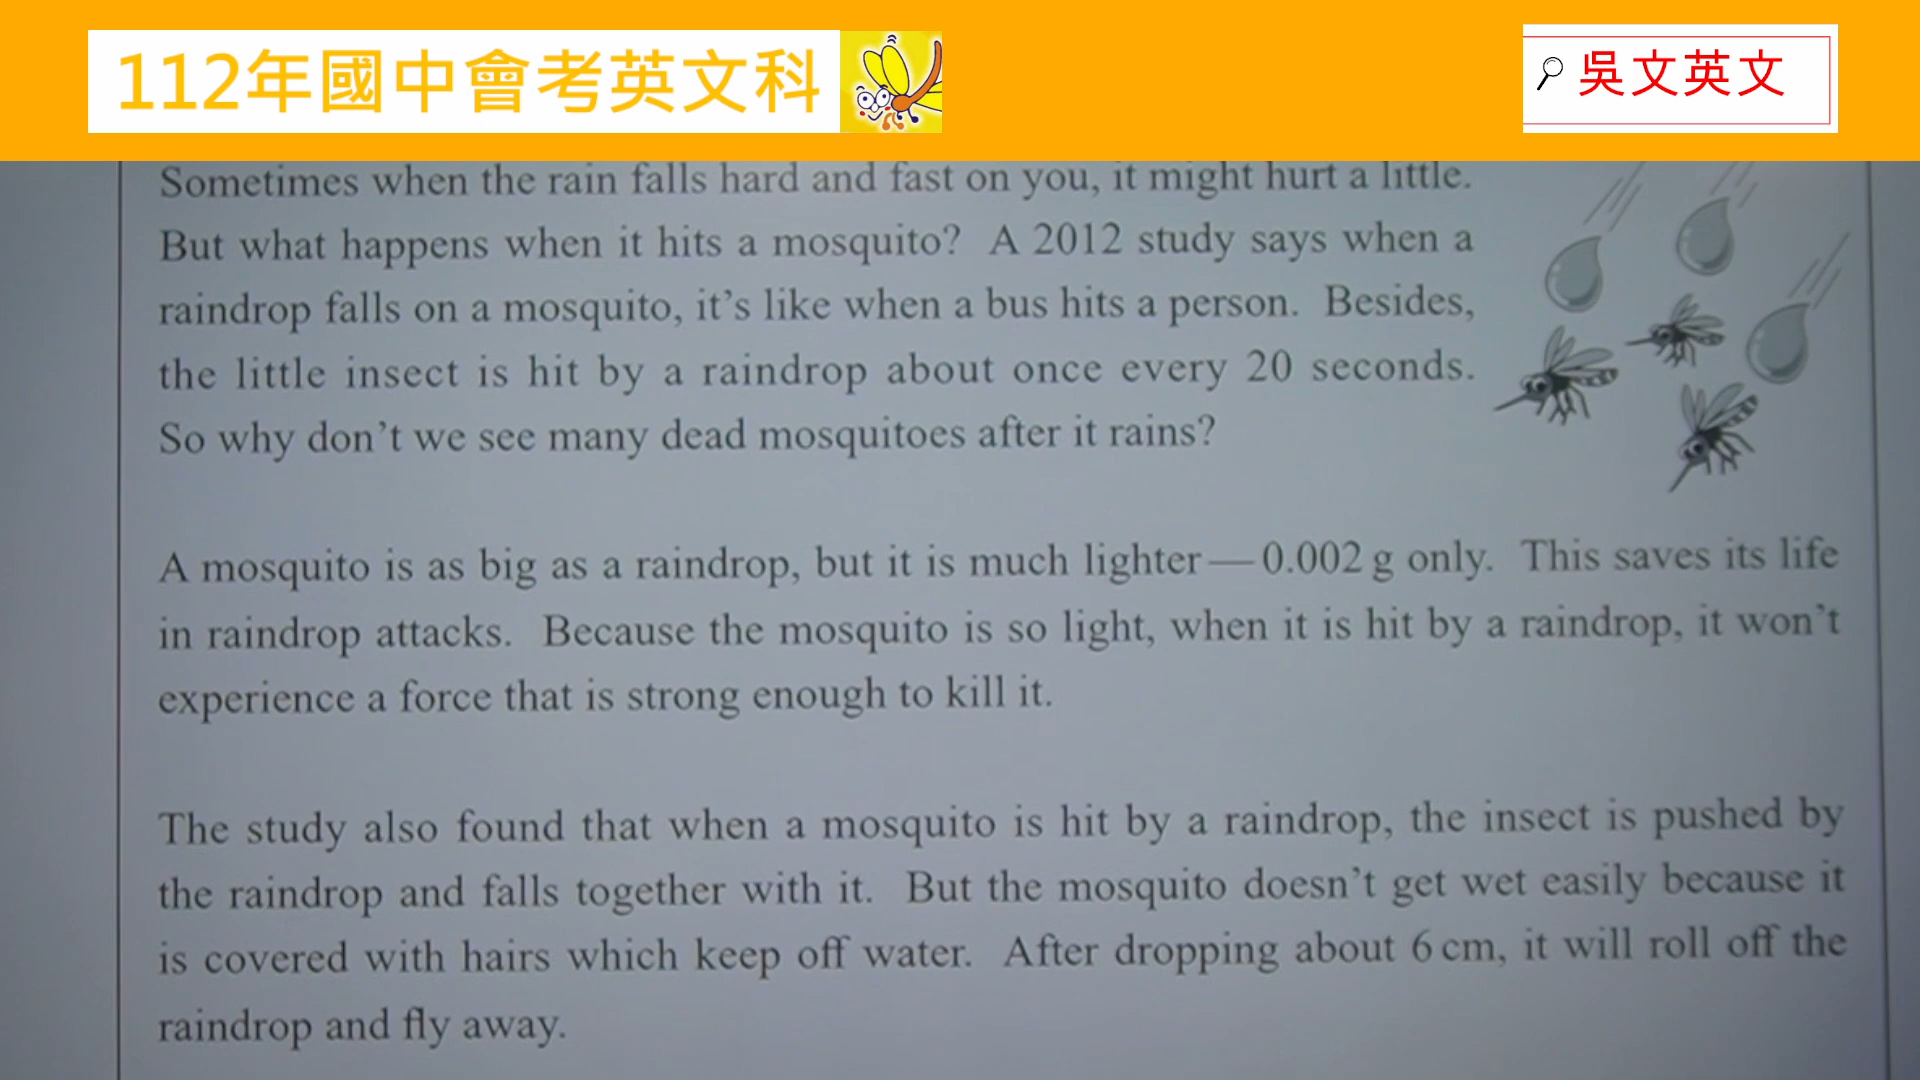 112年國中會考英文科
吳文英文
Sometimes when the rain falls hard and fast on you, it might hurt a little.
But what happens when it hits a mosquito? A 2012 study says when a
raindrop falls on a mosquito, it's like when a bus hits a person. Besides,
the little insect is hit by a raindrop about once every 20 seconds.
So why don't we see many dead mosquitoes after it rains?
A mosquito is as big as a raindrop, but it is much lighter—0.002 g only. This saves its life
in raindrop attacks. Because the mosquito is so light, when it is hit by a raindrop, it won't
experience a force that is strong enough to kill it.
The study also found that when a mosquito is hit by a raindrop, the insect is pushed by
the raindrop and falls together with it. But the mosquito doesn't get wet easily because it
is covered with hairs which keep off water. After dropping about 6 cm, it will roll off the
raindrop and fly away.